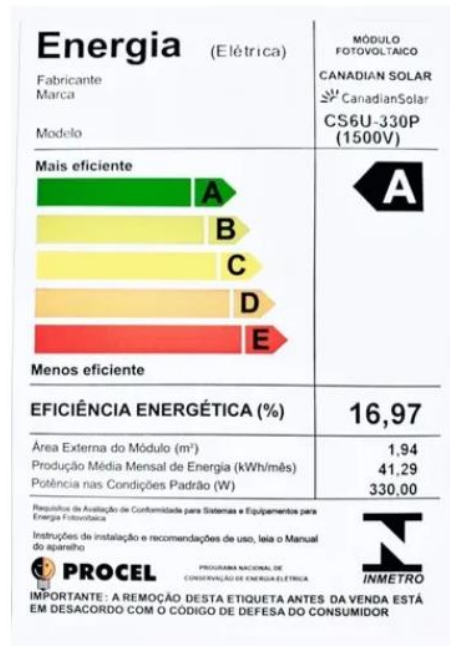 Energia (Elétrica)
MÓDULO
FOTOVOLTAICO
Fabricante
CANADIAN SOLAR
Marca
CanadianSolar
Modelo
CS6U-330P
(1500V)
Mais eficiente
A
A
B
C
D
E
Menos eficiente
EFICIÊNCIA ENERGÉTICA (%) 16,97
Área Externa do Módulo (m²) 1,94
Produção Média Mensal de Energia (kWh/mês) 41,29
Potência nas Condições Padrão (W) 330,00
Requisitos de Avaliação de Conformidade para Sistemas e Equipamentos para
Energia Fotovoltaica
Instruções de instalação e recomendações de uso, leia o Manual
do aparelho
PROCEL
PROGRAMA NACIONAL DE
CONSERVAÇÃO DE ENERGIA ELÉTRICA
INMETRO
IMPORTANTE : A REMOÇÃO DESTA ETIQUETA ANTES DA VENDA ESTÁ
EM DESACORDO COM O CÓDIGO DE DEFESA DO CONSUMIDOR